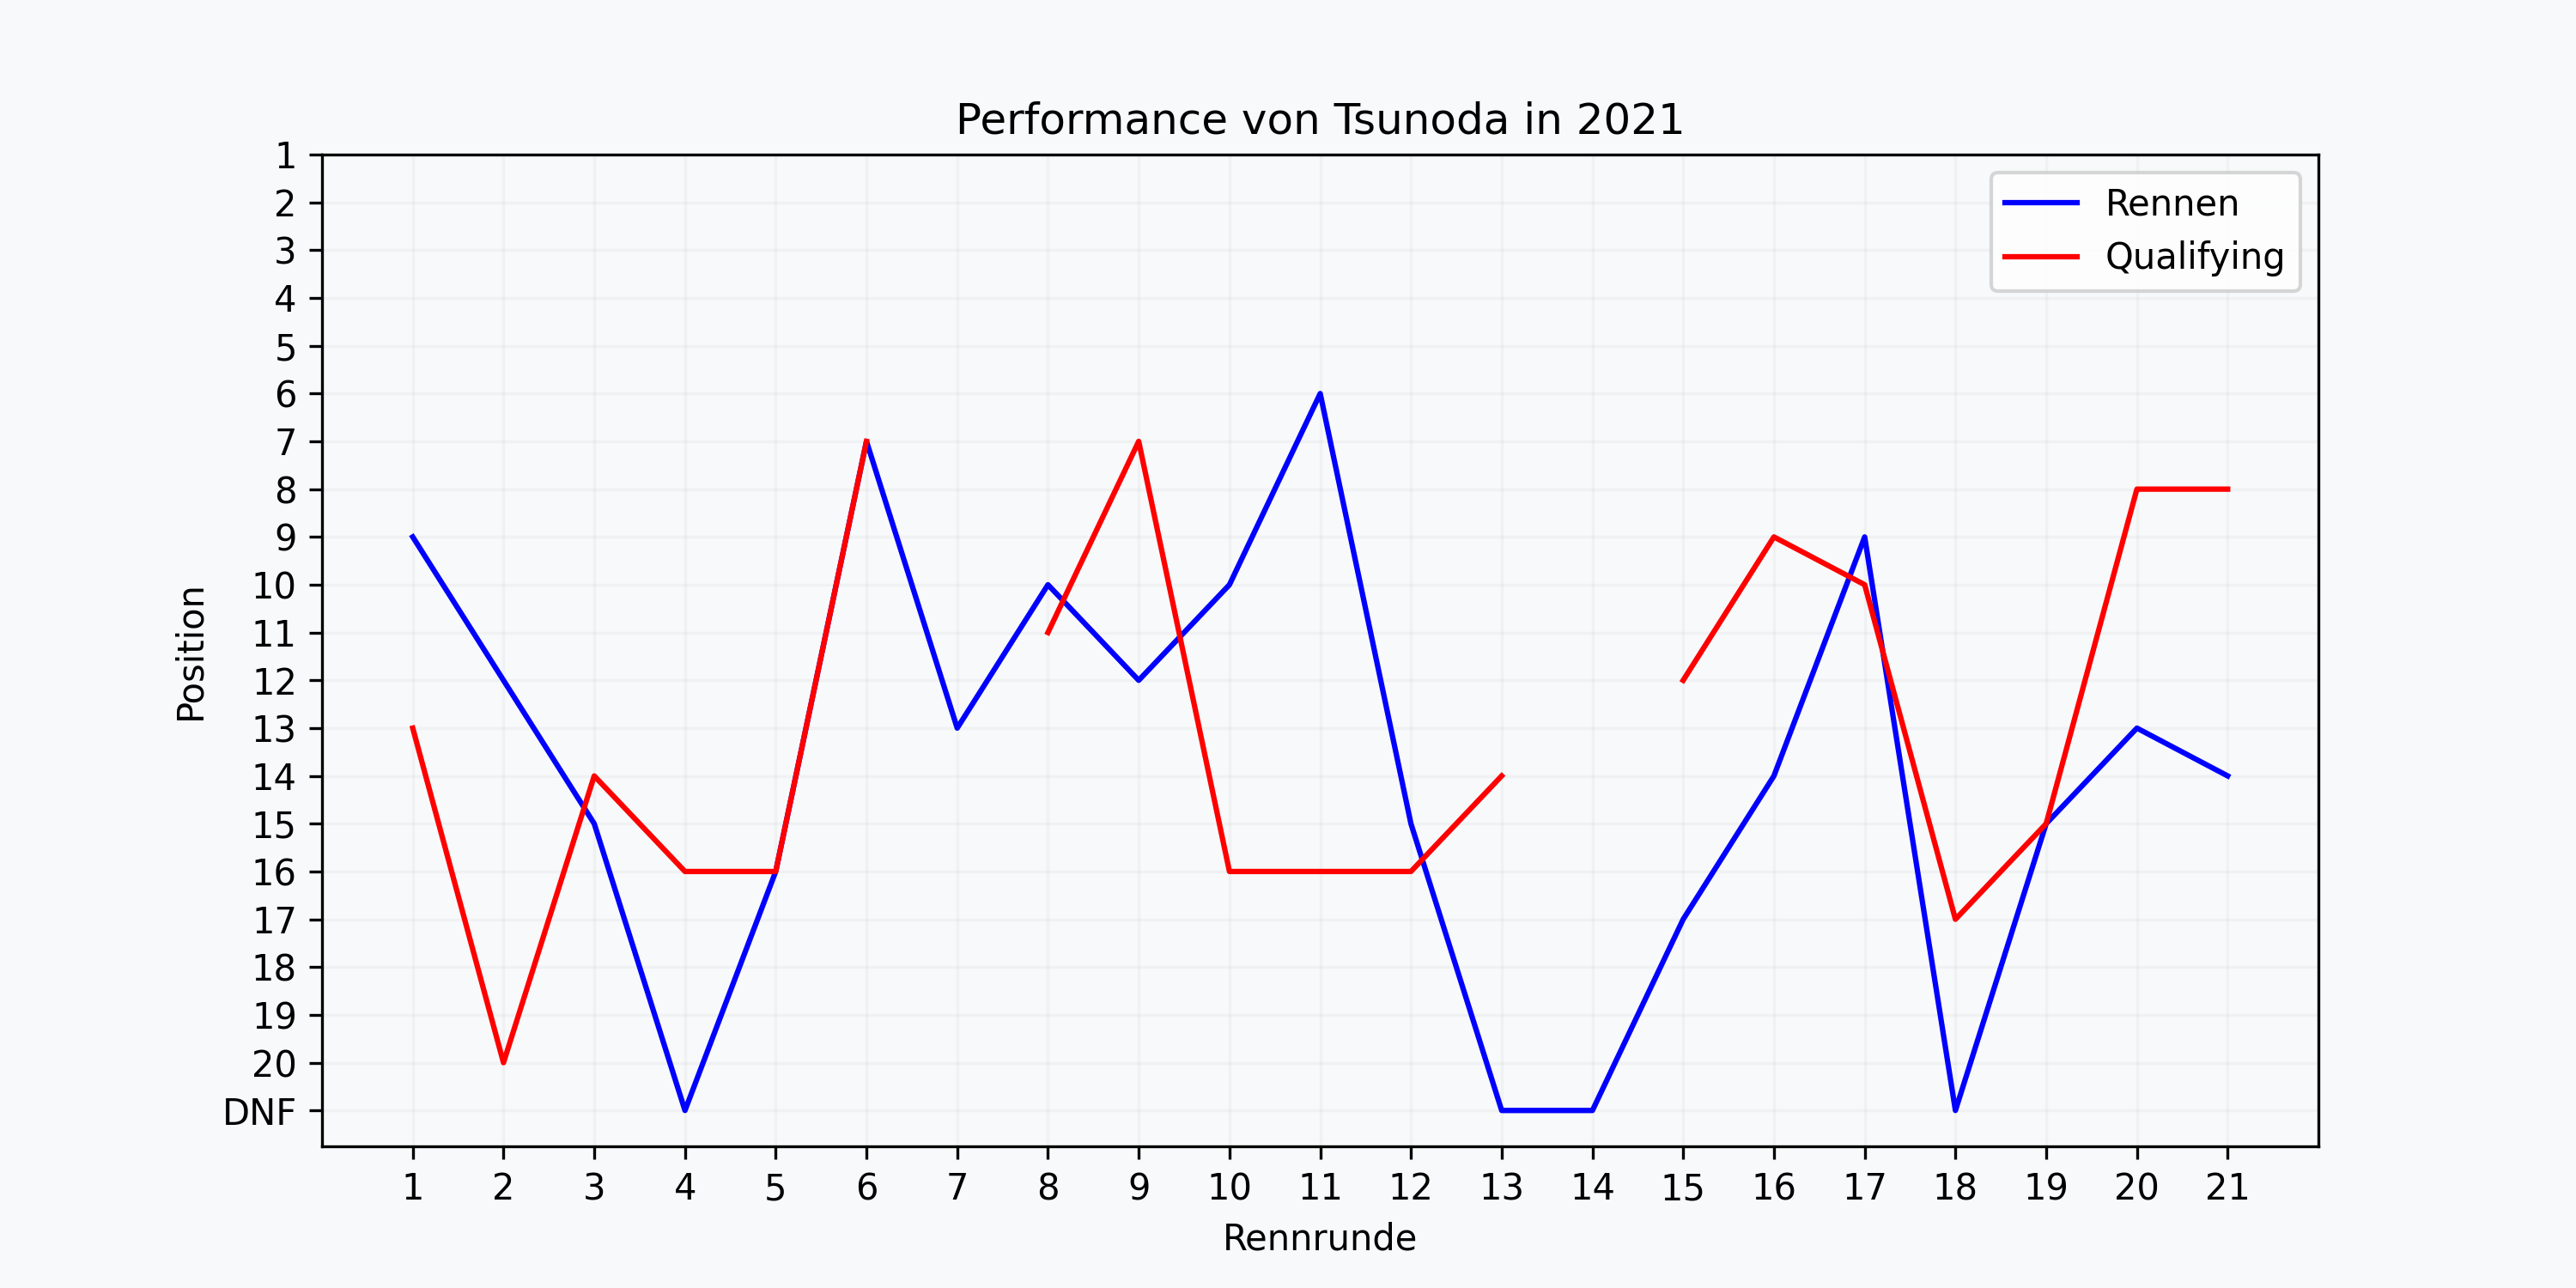 Performance von Tsunoda in 2021
Rennen
Qualifying
Position
1
2
3
4
5
6
7
8
9
10
11
12
13
14
15
16
17
18
19
20
DNF
1 2 3 4 5 6 7 8 9 10 11 12 13 14 15 16 17 18 19 20 21
Rennrunde